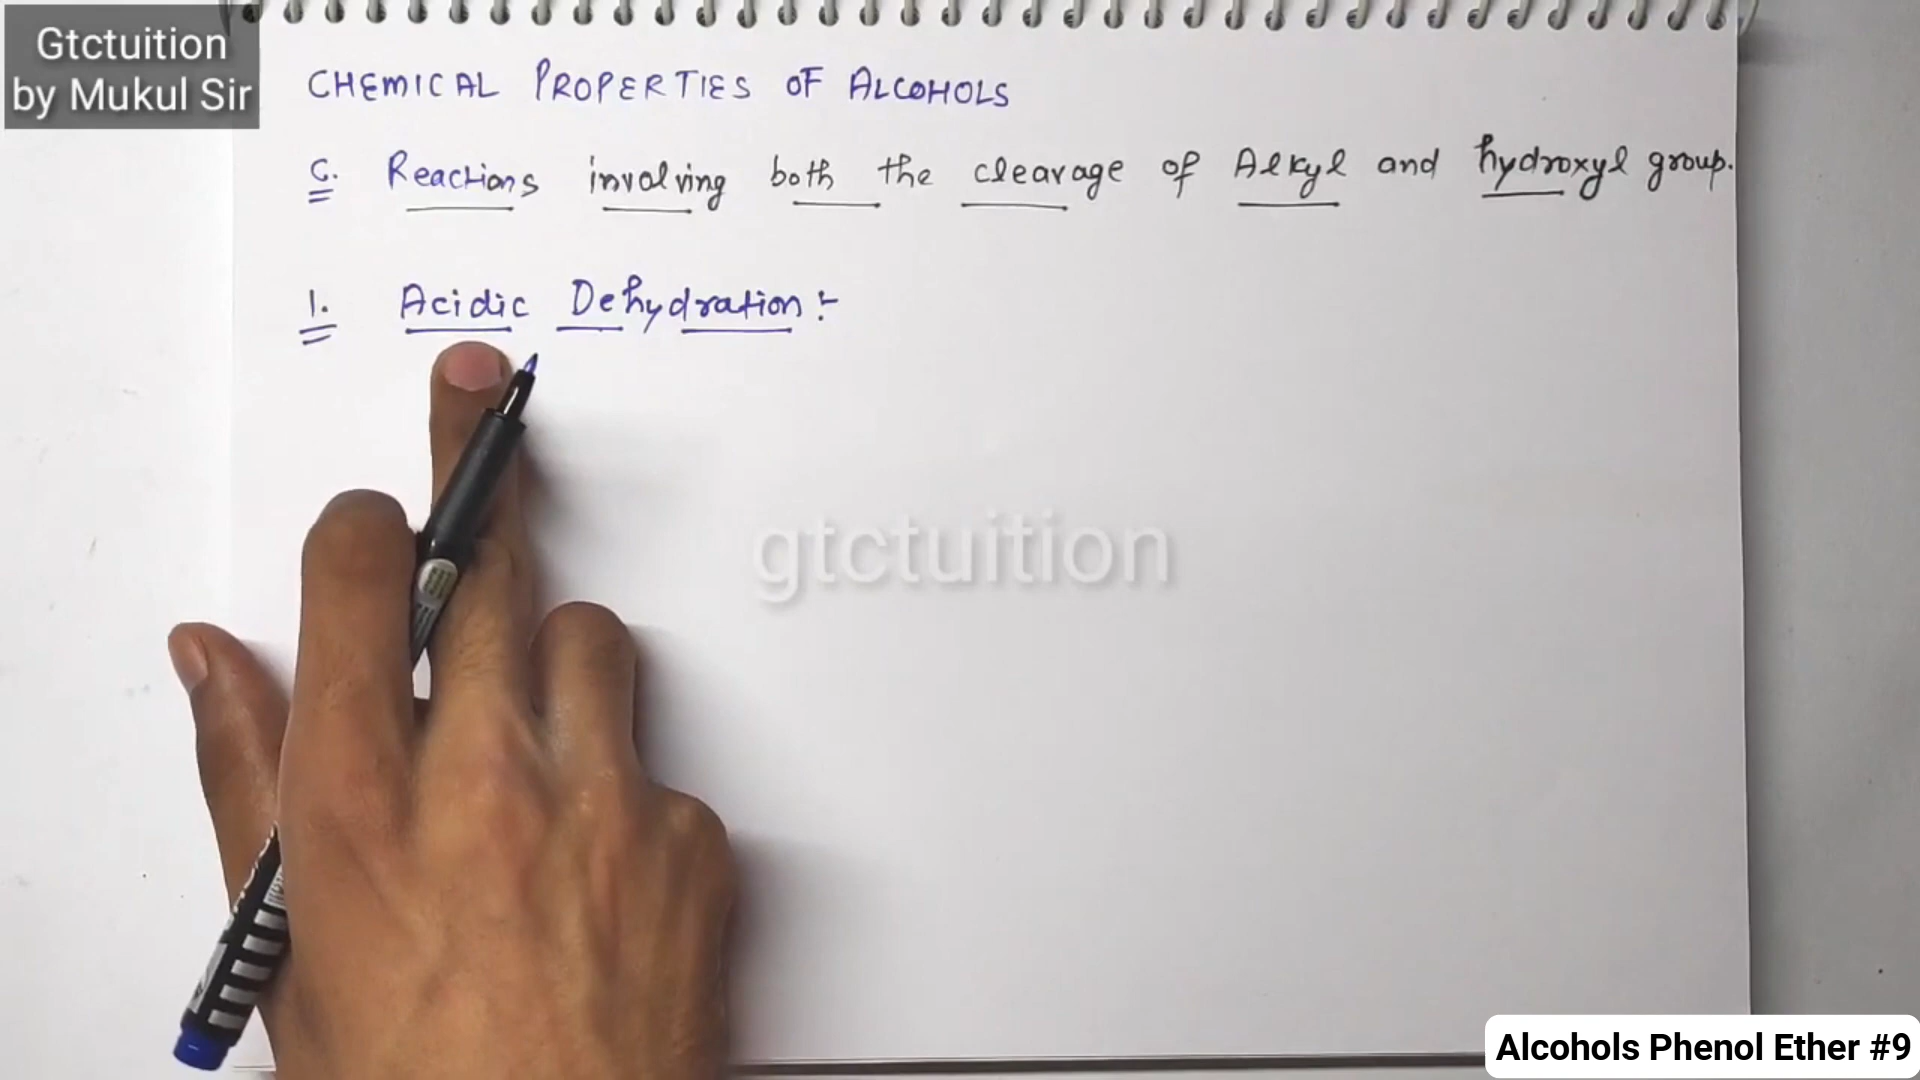 Gtctuition
by Mukul Sir
CHEMICAL PROPERTIES OF ALCOHOLS
C. Reactions involving both the cleavage of Alkyl and hydroxyl group.
1. Acidic Dehydration:-
gtctuition
Alcohols Phenol Ether #9